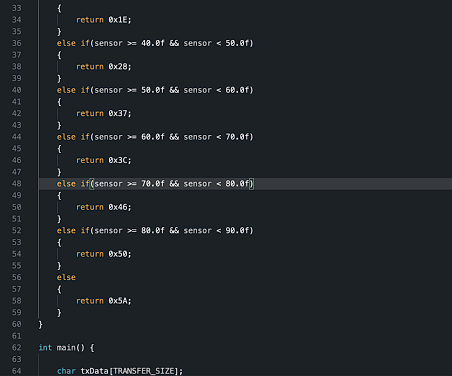 33 {
34 return 0x1E;
35 }
36 else if(sensor >= 40.0f && sensor < 50.0f)
37 {
38 return 0x28;
39 }
40 else if(sensor >= 50.0f && sensor < 60.0f)
41 {
42 return 0x37;
43 }
44 else if(sensor >= 60.0f && sensor < 70.0f)
45 {
46 return 0x3C;
47 }
48 else if(sensor >= 70.0f && sensor < 80.0f)
49 {
50 return 0x46;
51 }
52 else if(sensor >= 80.0f && sensor < 90.0f)
53 {
54 return 0x50;
55 }
56 else
57 {
58 return 0x5A;
59 }
60 }
61
62 int main() {
63
64 char txData[TRANSFER_SIZE];